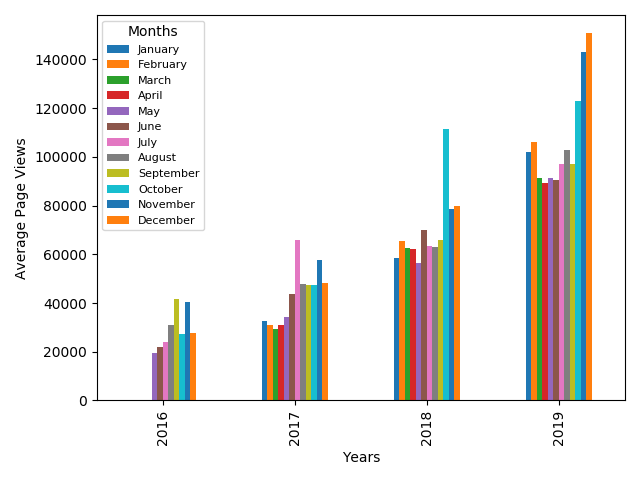 Months
January
February
March
April
May
June
July
August
September
October
November
December
140000
120000
100000
80000
60000
40000
20000
0
Average Page Views
2016
2017
2018
2019
Years